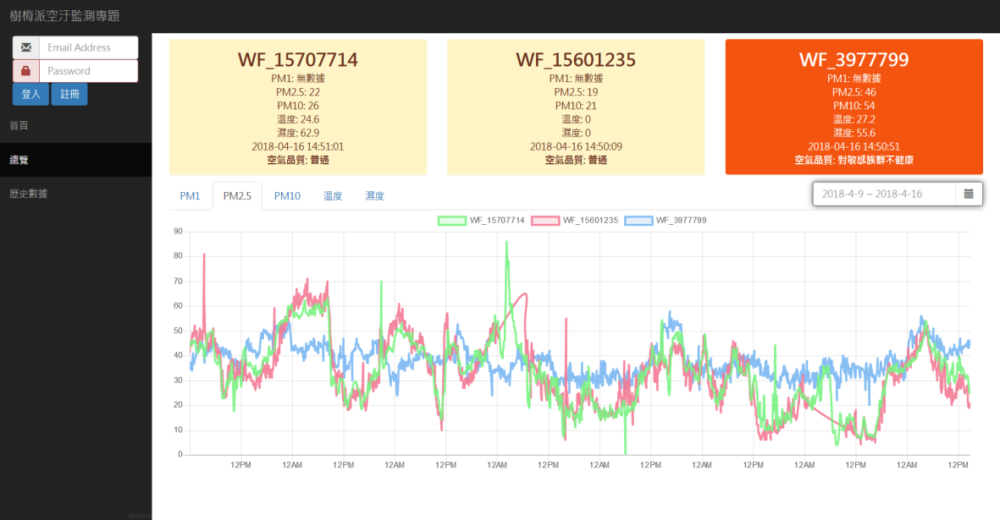 樹梅派空汙監測專題
Email Address
Password
登入 註冊
首頁
總覽
歷史數據
WF_15707714
PM1: 無數據
PM2.5: 22
PM10: 26
溫度: 24.6
濕度: 62.9
2018-04-16 14:51:01
空氣品質: 普通
WF_15601235
PM1: 無數據
PM2.5: 19
PM10: 21
溫度: 0
濕度: 0
2018-04-16 14:50:09
空氣品質: 普通
WF_3977799
PM1: 無數據
PM2.5: 46
PM10: 54
溫度: 27.2
濕度: 55.6
2018-04-16 14:50:51
空氣品質: 對敏感族群不健康
PM1 PM2.5 PM10 溫度 濕度
2018-4-9 ~ 2018-4-16
WF_15707714 WF_15601235 WF_3977799
90
80
70
60
50
40
30
20
10
0
12PM 12AM 12PM 12AM 12PM 12AM 12PM 12AM 12PM 12AM 12PM 12AM 12PM 12AM 12PM